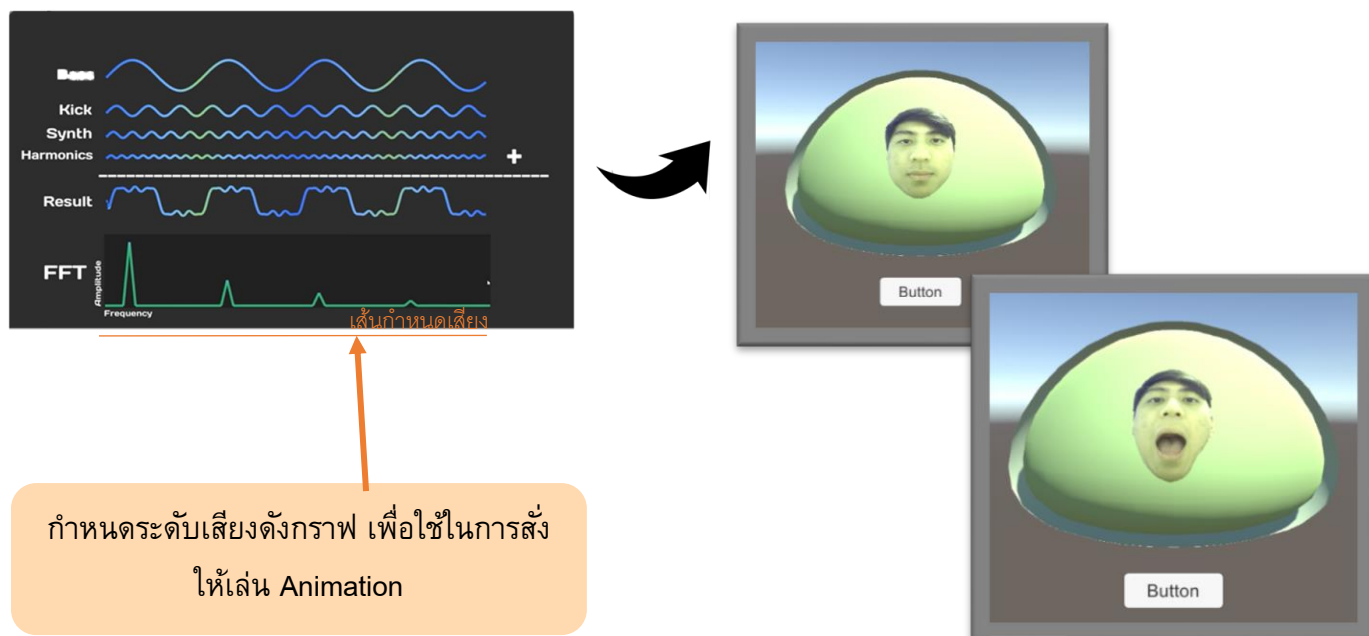 Bass
Kick
Synth
Harmonics
+
Result
FFT
Amplitude
Frequency
เส้นกำหนดเสียง
Button
Button
กำหนดระดับเสียงดังกราฟ เพื่อใช้ในการสั่ง
ให้เล่น Animation